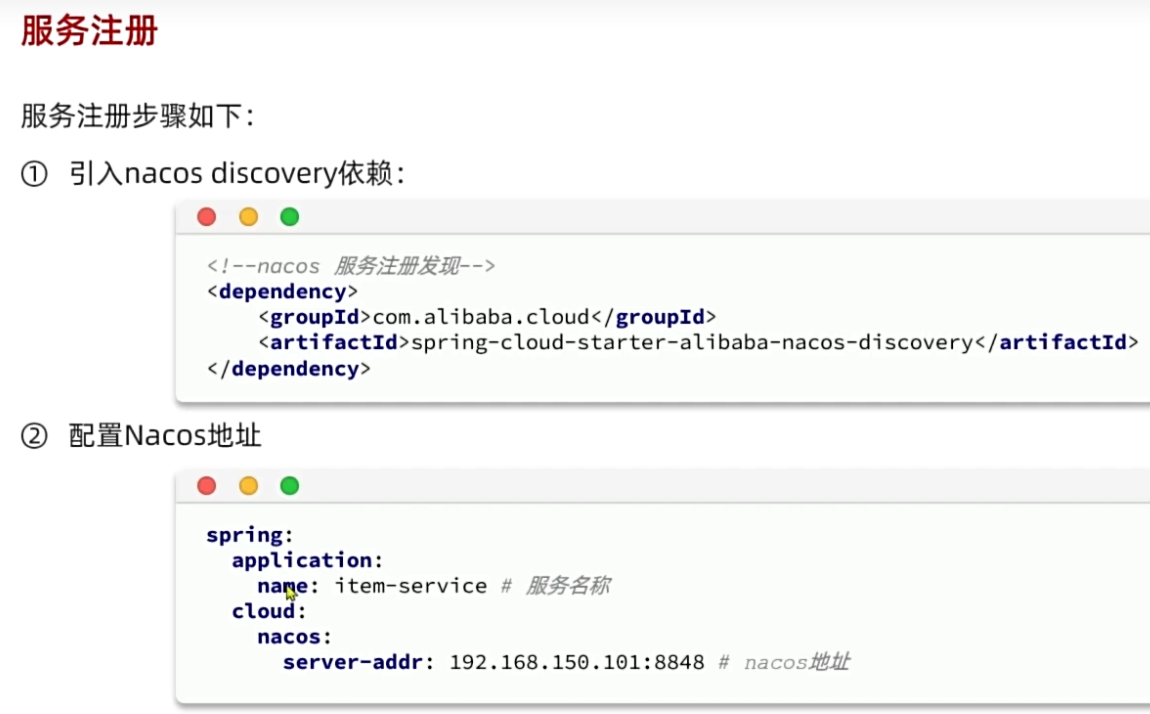 服务注册
服务注册步骤如下：
① 引入nacos discovery依赖：
<!--nacos 服务注册发现-->
<dependency>
    <groupId>com.alibaba.cloud</groupId>
    <artifactId>spring-cloud-starter-alibaba-nacos-discovery</artifactId>
</dependency>
② 配置Nacos地址
spring:
  application:
    name: item-service # 服务名称
  cloud:
    nacos:
      server-addr: 192.168.150.101:8848 # nacos地址